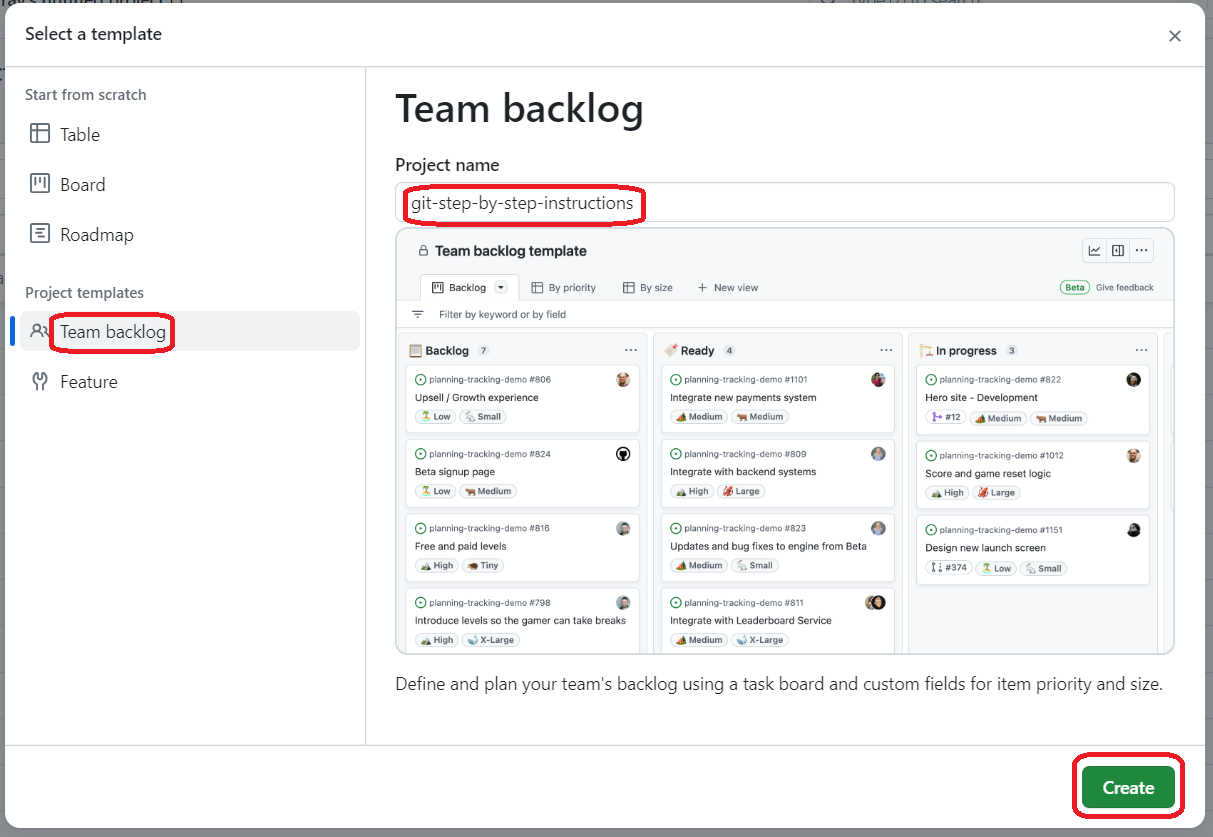 Select a template
Start from scratch
Table
Board
Roadmap
Project templates
Team backlog
Feature
Team backlog
Project name
git-step-by-step-instructions
Team backlog template
Backlog
By priority
By size
New view
Beta
Give feedback
Filter by keyword or by field
Backlog 7
planning-tracking-demo #806
Upsell / Growth experience
Low Small
planning-tracking-demo #824
Beta signup page
Low Medium
planning-tracking-demo #816
Free and paid levels
High Tiny
planning-tracking-demo #798
Introduce levels so the gamer can take breaks
High X-Large
Ready 4
planning-tracking-demo #1101
Integrate new payments system
Medium Medium
planning-tracking-demo #809
Integrate with backend systems
High Large
planning-tracking-demo #823
Updates and bug fixes to engine from Beta
Medium Small
planning-tracking-demo #811
Integrate with Leaderboard Service
Medium X-Large
In progress 3
planning-tracking-demo #822
Hero site - Development
#12 Medium Medium
planning-tracking-demo #1012
Score and game reset logic
High Large
planning-tracking-demo #1151
Design new launch screen
#374 Low Small
Define and plan your team's backlog using a task board and custom fields for item priority and size.
Create